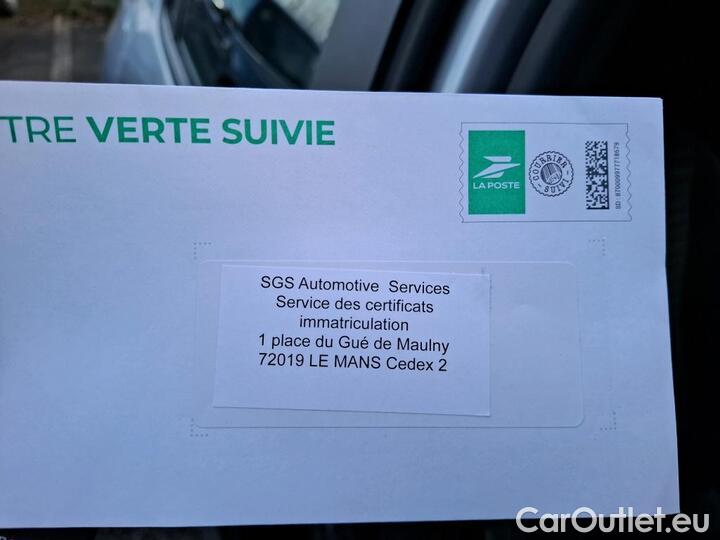 TRE VERTE SUIVIE
LA POSTE
COURRIER
SUIVI
SGS Automotive Services
Service des certificats
immatriculation
1 place du Gué de Maulny
72019 LE MANS Cedex 2
CarOutlet.eu